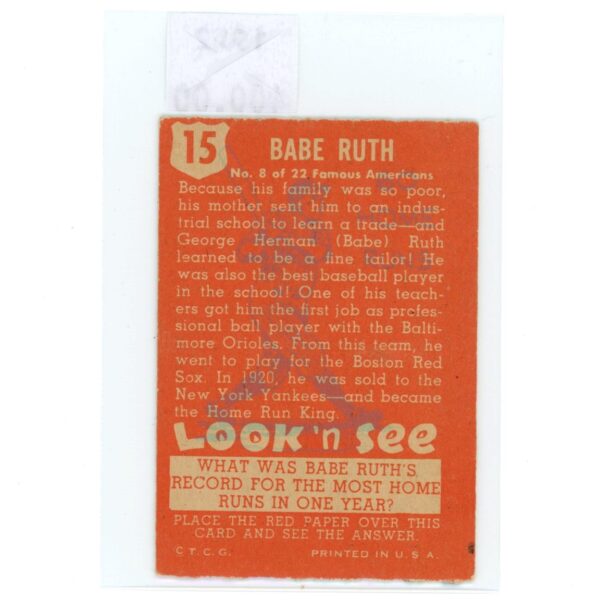 15
BABE RUTH
No. 8 of 22 Famous Americans
Because his family was so poor,
his mother sent him to an indus-
trial school to learn a trade—and
George Herman (Babe) Ruth
learned to be a fine tailor! He
was also the best baseball player
in the school! One of his teach-
ers got him the first job as profes-
sional ball player with the Balti-
more Orioles. From this team, he
went to play for the Boston Red
Sox. In 1920, he was sold to the
New York Yankees—and became
the Home Run King.
LOOK 'n SEE
WHAT WAS BABE RUTH'S
RECORD FOR THE MOST HOME
RUNS IN ONE YEAR?
PLACE THE RED PAPER OVER THIS
CARD AND SEE THE ANSWER.
C T. C. G. PRINTED IN U. S. A.